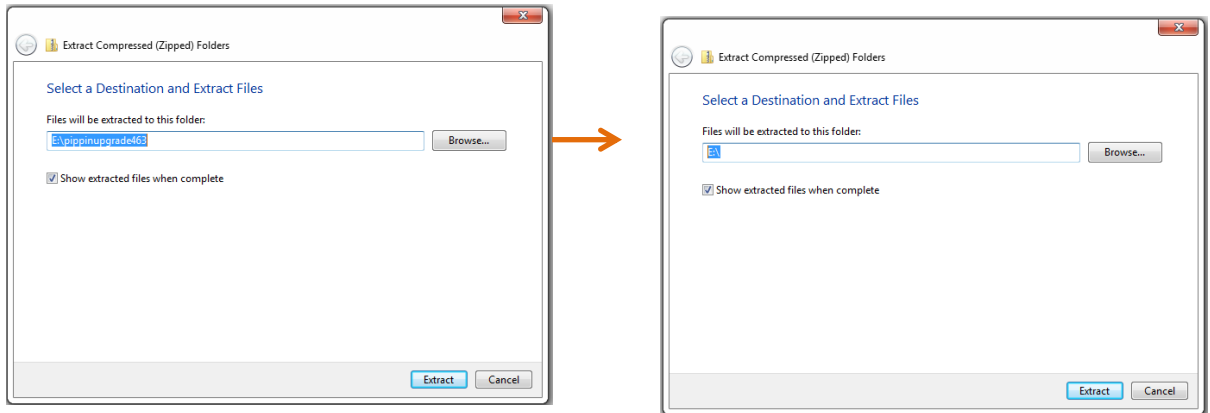 Extract Compressed (Zipped) Folders
Select a Destination and Extract Files
Files will be extracted to this folder:
E:\pippinupgrade463
Browse...
Show extracted files when complete
Extract
Cancel
Extract Compressed (Zipped) Folders
Select a Destination and Extract Files
Files will be extracted to this folder:
E:\
Browse...
Show extracted files when complete
Extract
Cancel